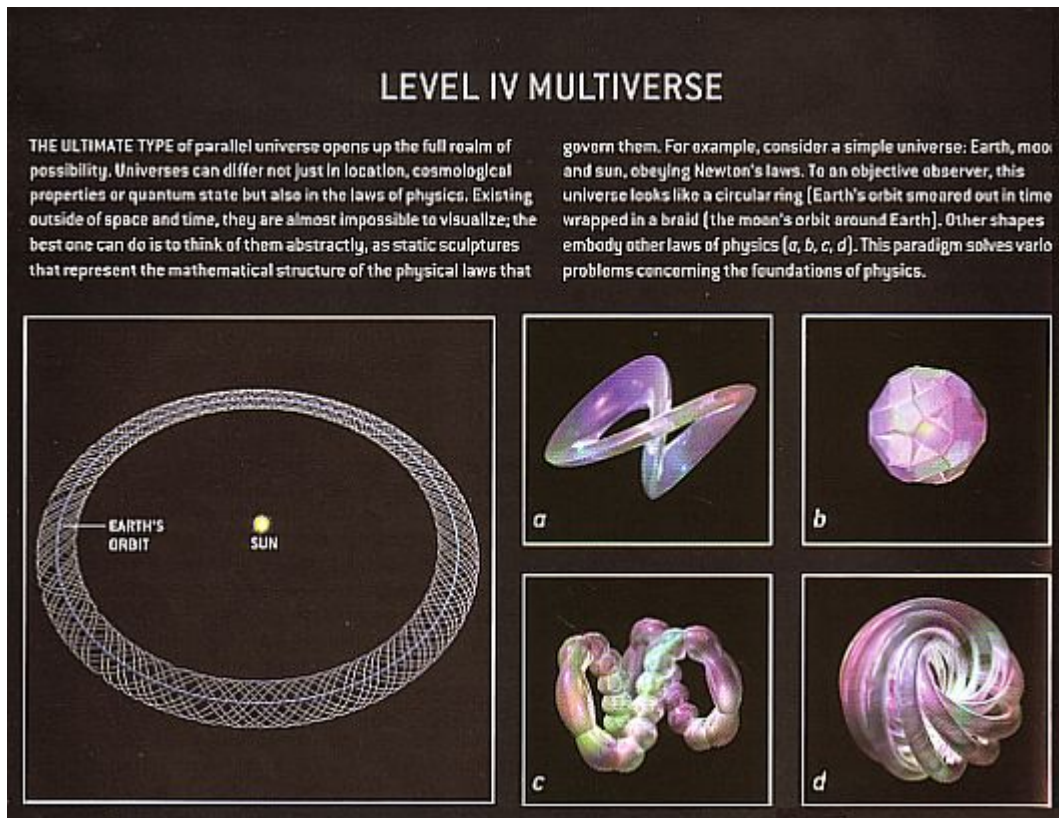 LEVEL IV MULTIVERSE
THE ULTIMATE TYPE of parallel universe opens up the full realm of
possibility. Universes can differ not just in location, cosmological
properties or quantum state but also in the laws of physics. Existing
outside of space and time, they are almost impossible to visualize; the
best one can do is to think of them abstractly, as static sculptures
that represent the mathematical structure of the physical laws that
govern them. For example, consider a simple universe: Earth, moo
and sun, obeying Newton's laws. To an objective observer, this
universe looks like a circular ring (Earth's orbit smeared out in time
wrapped in a braid (the moon's orbit around Earth). Other shapes
embody other laws of physics (a, b, c, d). This paradigm solves vario
problems concerning the foundations of physics.
EARTH'S
ORBIT
SUN
a
b
c
d